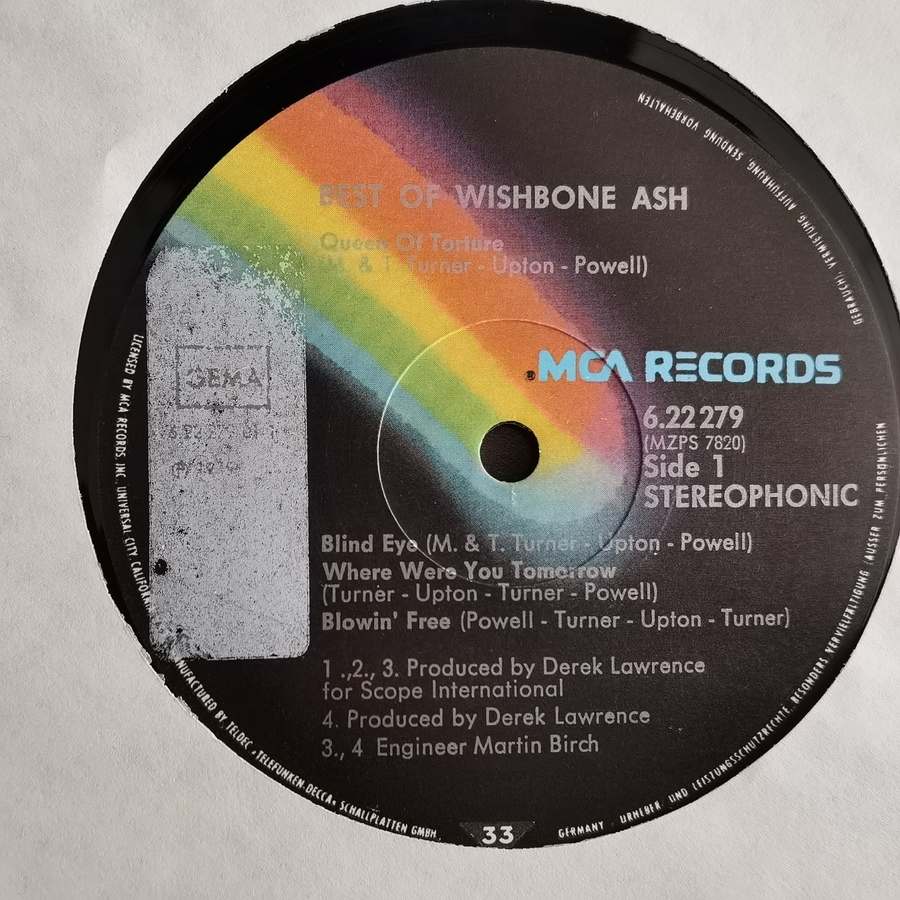 BEST OF WISHBONE ASH
Queen Of Torture
(M. & T. Turner - Upton - Powell)
GEMA
®MCA RECORDS
6.22 279
(MZPS 7820)
Side 1
STEREOPHONIC
Blind Eye (M. & T. Turner - Upton - Powell)
Where Were You Tomorrow
(Turner - Upton - Turner - Powell)
Blowin' Free (Powell - Turner - Upton - Turner)
1 .,2., 3. Produced by Derek Lawrence
for Scope International
4. Produced by Derek Lawrence
3., 4 Engineer Martin Birch
33
LICENSED BY MCA RECORDS, INC. UNIVERSAL CITY, CALIFORNIA
MANUFACTURED BY TELDEC »TELEFUNKEN-DECCA« SCHALLPLATTEN GMBH
GERMANY · URHEBER- UND LEISTUNGSSCHUTZRECHTE, BESONDERS VERVIELFÄLTIGUNG (AUSSER ZUM PERSÖNLICHEN
GEBRAUCH), VERMIETUNG, AUFFÜHRUNG, SENDUNG VORBEHALTEN